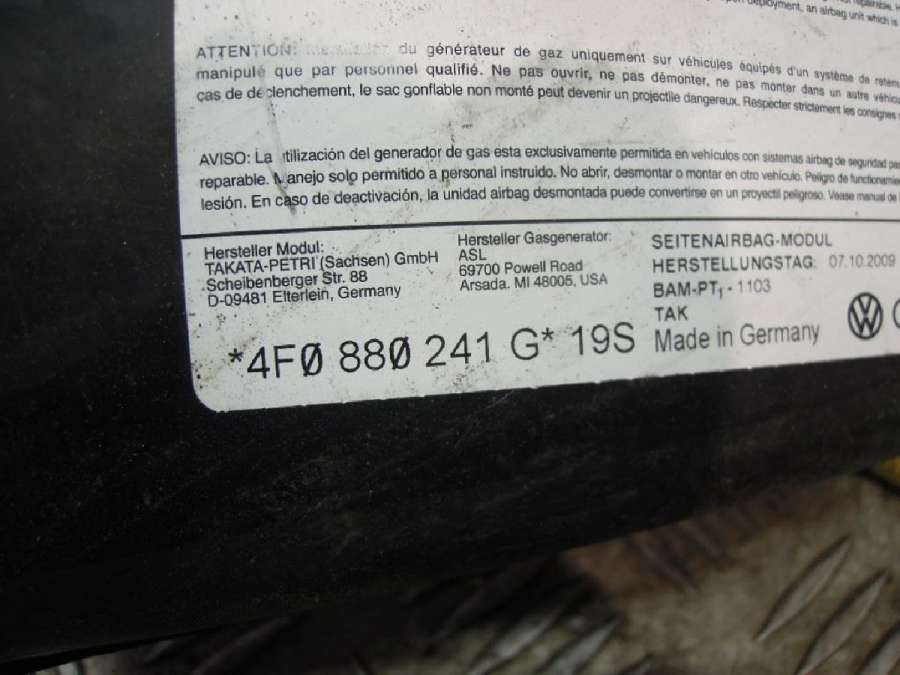 deployment, an airbag unit which is
ATTENTION: du générateur de gaz uniquement sur véhicules équipés d'un système de reten
manipulé que par personnel qualifié. Ne pas ouvrir, ne pas démonter, ne pas monter dans un autre véhicu
cas de déclenchement, le sac gonflable non monté peut devenir un projectile dangereux. Respecter strictement les consignes
AVISO: La utilización del generador de gas esta exclusivamente permitida en vehículos con sistemas airbag de seguridad pa
reparable. Manejo solo permitido a personal instruido. No abrir, desmontar o montar en otro vehículo. Peligro de funcionamie
lesión. En caso de deactivación, la unidad airbag desmontada puede convertirse en un proyectil peligroso. Vease manual de
Hersteller Modul:
TAKATA-PETRI (Sachsen) GmbH
Scheibenberger Str. 88
D-09481 Elterlein, Germany
Hersteller Gasgenerator:
ASL
69700 Powell Road
Arsada. MI 48005, USA
SEITENAIRBAG-MODUL
HERSTELLUNGSTAG: 07.10.2009
BAM-PT₁ - 1103
TAK
Made in Germany
*4F0 880 241 G* 19S